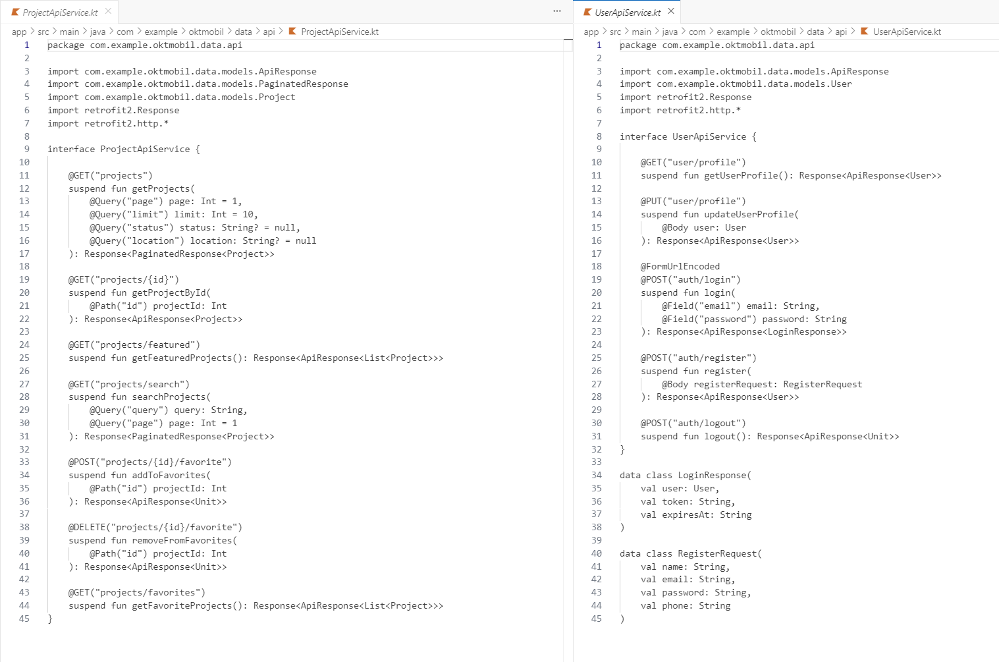 ProjectApiService.kt
app > src > main > java > com > example > oktmobil > data > api > ProjectApiService.kt
1 package com.example.oktmobil.data.api
2
3 import com.example.oktmobil.data.models.ApiResponse
4 import com.example.oktmobil.data.models.PaginatedResponse
5 import com.example.oktmobil.data.models.Project
6 import retrofit2.Response
7 import retrofit2.http.*
8
9 interface ProjectApiService {
10
11     @GET("projects")
12     suspend fun getProjects(
13         @Query("page") page: Int = 1,
14         @Query("limit") limit: Int = 10,
15         @Query("status") status: String? = null,
16         @Query("location") location: String? = null
17     ): Response<PaginatedResponse<Project>>
18
19     @GET("projects/{id}")
20     suspend fun getProjectById(
21         @Path("id") projectId: Int
22     ): Response<ApiResponse<Project>>
23
24     @GET("projects/featured")
25     suspend fun getFeaturedProjects(): Response<ApiResponse<List<Project>>>
26
27     @GET("projects/search")
28     suspend fun searchProjects(
29         @Query("query") query: String,
30         @Query("page") page: Int = 1
31     ): Response<PaginatedResponse<Project>>
32
33     @POST("projects/{id}/favorite")
34     suspend fun addToFavorites(
35         @Path("id") projectId: Int
36     ): Response<ApiResponse<Unit>>
37
38     @DELETE("projects/{id}/favorite")
39     suspend fun removeFromFavorites(
40         @Path("id") projectId: Int
41     ): Response<ApiResponse<Unit>>
42
43     @GET("projects/favorites")
44     suspend fun getFavoriteProjects(): Response<ApiResponse<List<Project>>>
45 }
UserApiService.kt
app > src > main > java > com > example > oktmobil > data > api > UserApiService.kt
1 package com.example.oktmobil.data.api
2
3 import com.example.oktmobil.data.models.ApiResponse
4 import com.example.oktmobil.data.models.User
5 import retrofit2.Response
6 import retrofit2.http.*
7
8 interface UserApiService {
9
10     @GET("user/profile")
11     suspend fun getUserProfile(): Response<ApiResponse<User>>
12
13     @PUT("user/profile")
14     suspend fun updateUserProfile(
15         @Body user: User
16     ): Response<ApiResponse<User>>
17
18     @FormUrlEncoded
19     @POST("auth/login")
20     suspend fun login(
21         @Field("email") email: String,
22         @Field("password") password: String
23     ): Response<ApiResponse<LoginResponse>>
24
25     @POST("auth/register")
26     suspend fun register(
27         @Body registerRequest: RegisterRequest
28     ): Response<ApiResponse<User>>
29
30     @POST("auth/logout")
31     suspend fun logout(): Response<ApiResponse<Unit>>
32 }
33
34 data class LoginResponse(
35     val user: User,
36     val token: String,
37     val expiresAt: String
38 )
39
40 data class RegisterRequest(
41     val name: String,
42     val email: String,
43     val password: String,
44     val phone: String
45 )